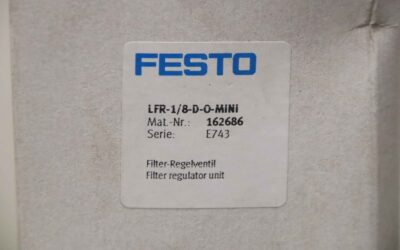 FESTO
LFR-1/8-D-O-MINI
Mat.-Nr.: 162686
Serie: E743
Filter-Regelventil
Filter regulator unit